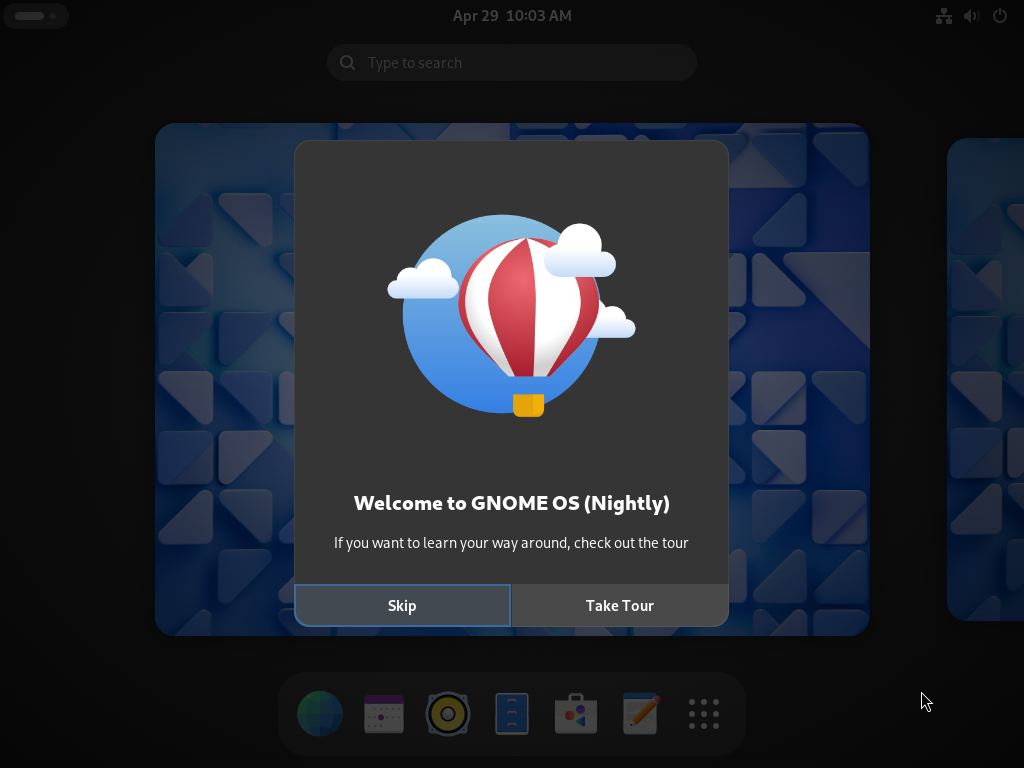 Apr 29  10:03 AM
Type to search
Welcome to GNOME OS (Nightly)
If you want to learn your way around, check out the tour
Skip
Take Tour